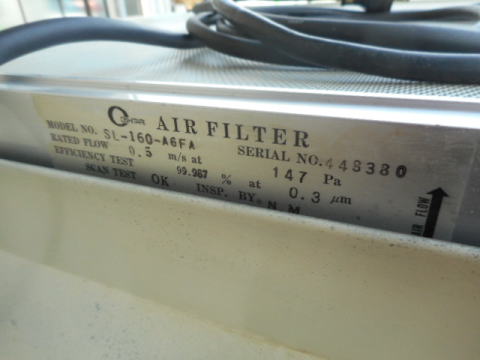 AIR FILTER
MODEL NO. SL-160-A6FA SERIAL NO. 448380
RATED FLOW 0.5 m/s at 147 Pa
EFFICIENCY TEST 99.987 % at 0.3 µm
SCAN TEST OK INSP. BY N M
AIR FLOW